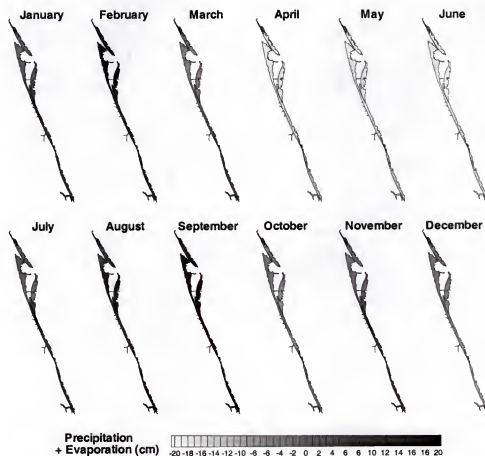 January February March April May June
July August September October November December
Precipitation
+ Evaporation (cm)
-20 -18 -16 -14 -12 -10 -8 -6 -4 -2 0 2 4 6 8 10 12 14 16 18 20